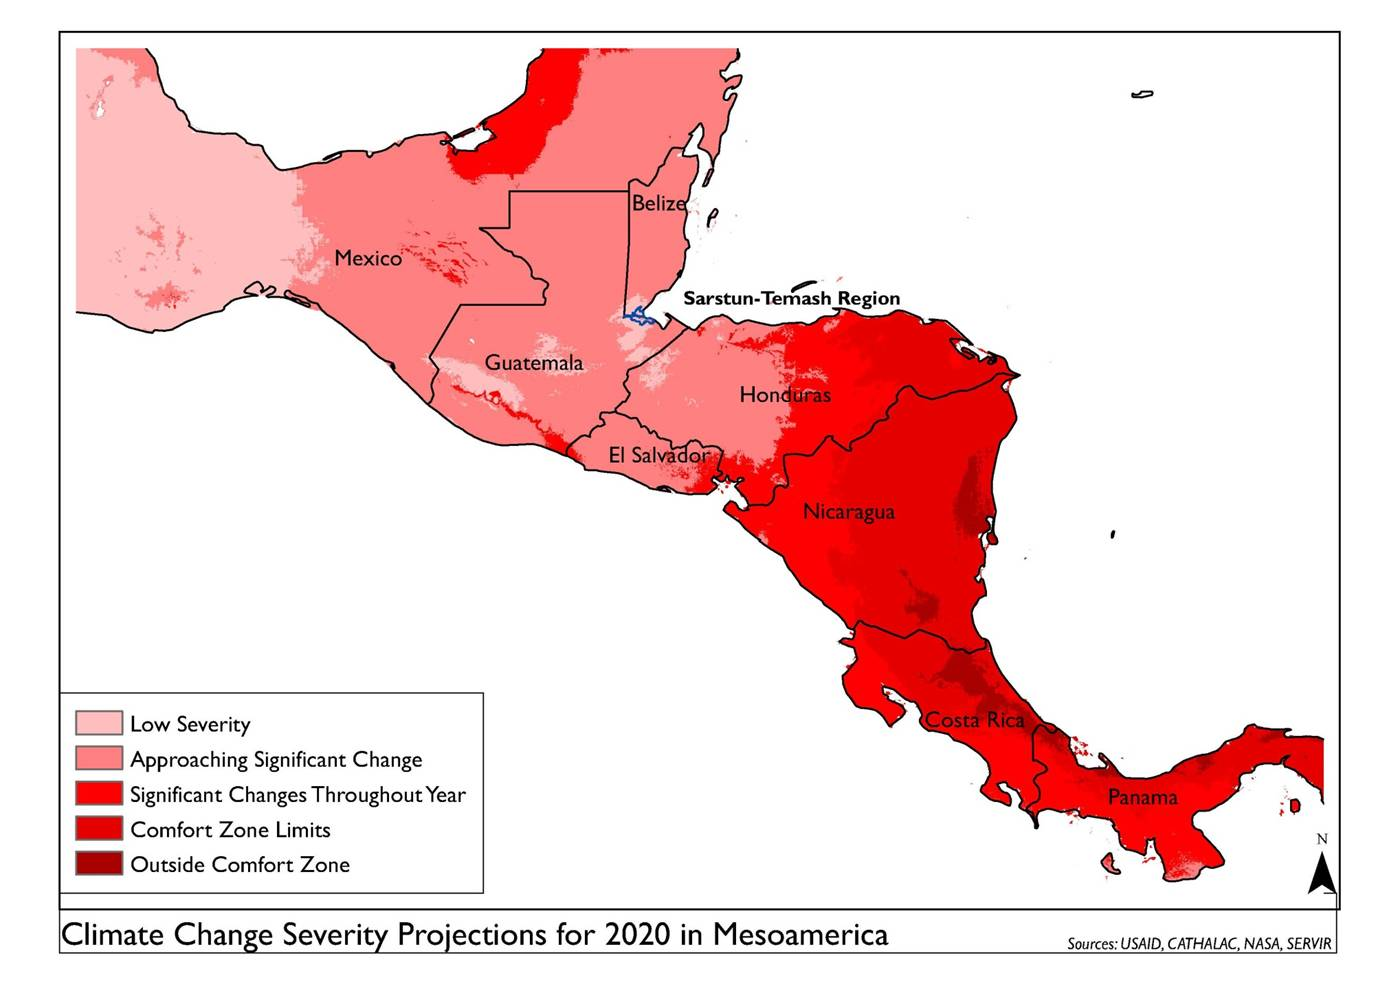 Belize
Mexico
Sarstun-Temash Region
Guatemala
Honduras
El Salvador
Nicaragua
Costa Rica
Panama
Low Severity
Approaching Significant Change
Significant Changes Throughout Year
Comfort Zone Limits
Outside Comfort Zone
N
Climate Change Severity Projections for 2020 in Mesoamerica
Sources: USAID, CATHALAC, NASA, SERVIR